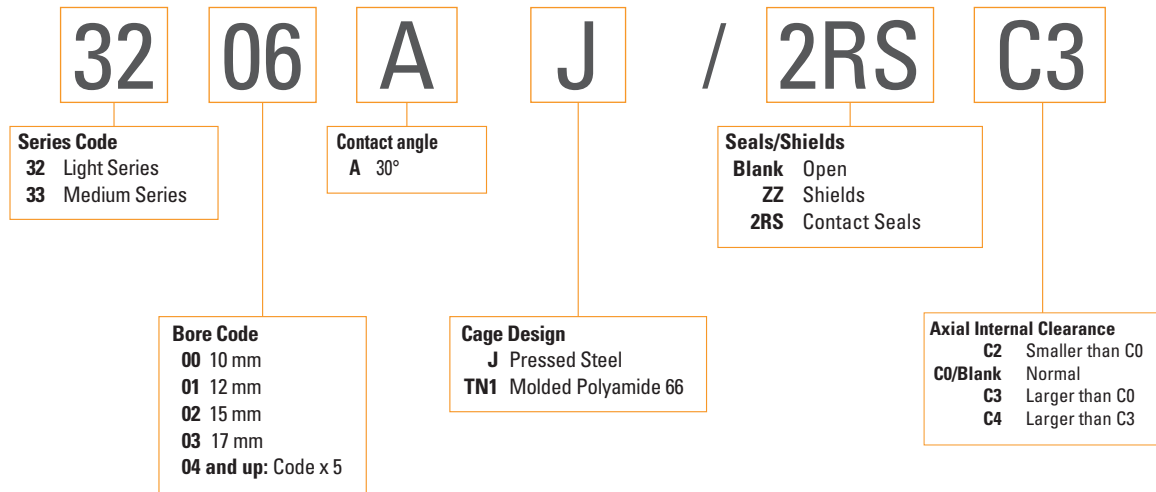 32 06 A J / 2RS C3
Series Code
32 Light Series
33 Medium Series
Contact angle
A 30°
Seals/Shields
Blank Open
ZZ Shields
2RS Contact Seals
Bore Code
00 10 mm
01 12 mm
02 15 mm
03 17 mm
04 and up: Code x 5
Cage Design
J Pressed Steel
TN1 Molded Polyamide 66
Axial Internal Clearance
C2 Smaller than C0
C0/Blank Normal
C3 Larger than C0
C4 Larger than C3